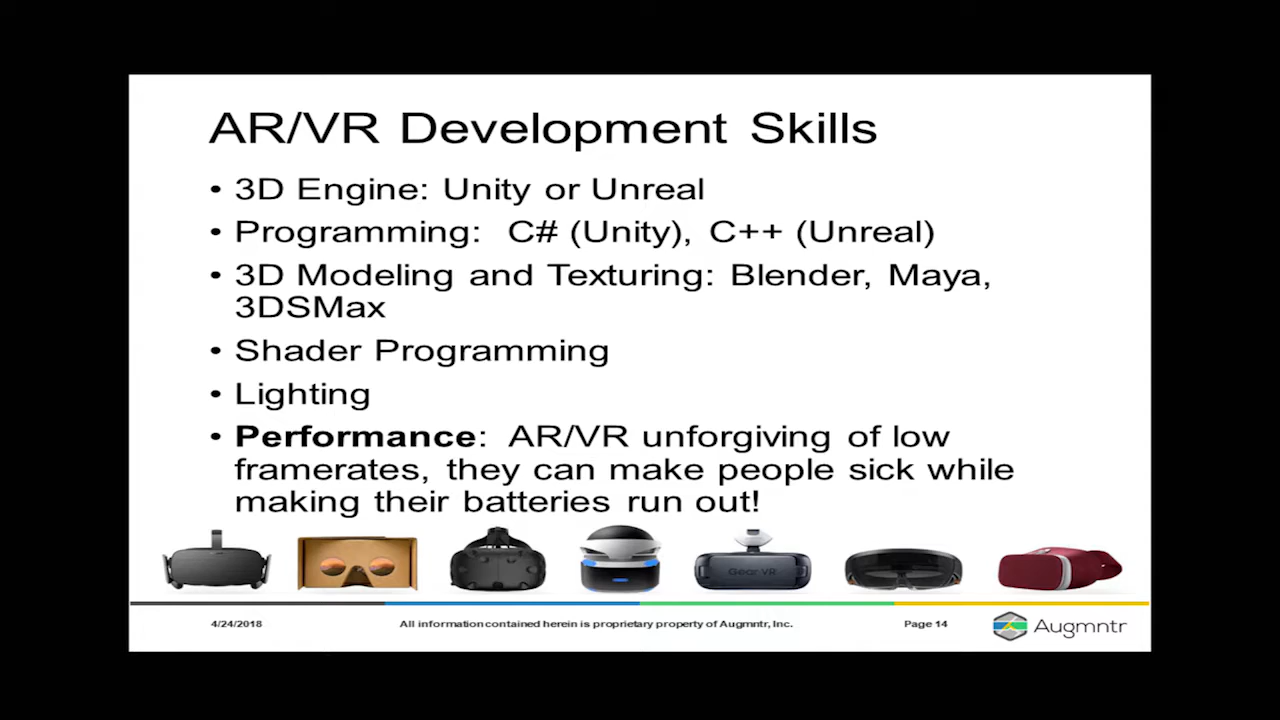 AR/VR Development Skills
• 3D Engine: Unity or Unreal
• Programming: C# (Unity), C++ (Unreal)
• 3D Modeling and Texturing: Blender, Maya,
3DSMax
• Shader Programming
• Lighting
• Performance: AR/VR unforgiving of low
framerates, they can make people sick while
making their batteries run out!
Gear VR
4/24/2018
All information contained herein is proprietary property of Augmntr, Inc.
Page 14
Augmntr